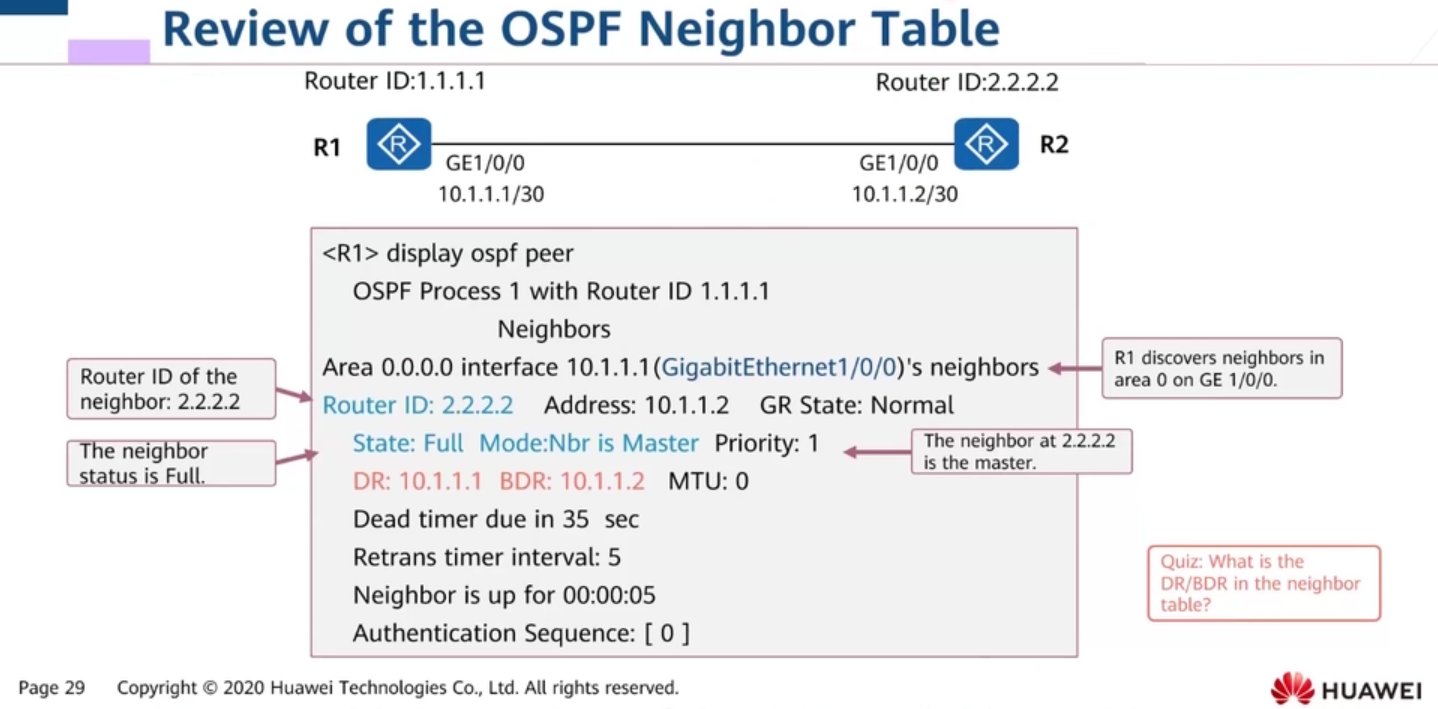 Review of the OSPF Neighbor Table
Router ID:1.1.1.1
Router ID:2.2.2.2
R1
R
R
R2
GE1/0/0
GE1/0/0
10.1.1.1/30
10.1.1.2/30
<R1> display ospf peer
OSPF Process 1 with Router ID 1.1.1.1
Neighbors
Area 0.0.0.0 interface 10.1.1.1(GigabitEthernet1/0/0)'s neighbors
Router ID: 2.2.2.2 Address: 10.1.1.2 GR State: Normal
State: Full Mode:Nbr is Master Priority: 1
DR: 10.1.1.1 BDR: 10.1.1.2 MTU: 0
Dead timer due in 35 sec
Retrans timer interval: 5
Neighbor is up for 00:00:05
Authentication Sequence: [ 0 ]
Router ID of the
neighbor: 2.2.2.2
The neighbor
status is Full.
R1 discovers neighbors in
area 0 on GE 1/0/0.
The neighbor at 2.2.2.2
is the master.
Quiz: What is the
DR/BDR in the neighbor
table?
Page 29 Copyright © 2020 Huawei Technologies Co., Ltd. All rights reserved.
HUAWEI